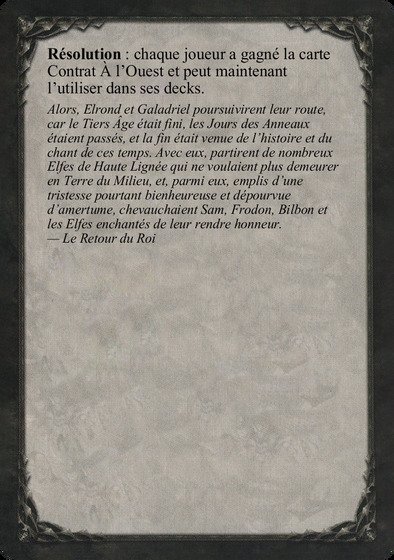 Résolution : chaque joueur a gagné la carte
Contrat À l’Ouest et peut maintenant
l’utiliser dans ses decks.
Alors, Elrond et Galadriel poursuivirent leur route,
car le Tiers Âge était fini, les Jours des Anneaux
étaient passés, et la fin était venue de l’histoire et du
chant de ces temps. Avec eux, partirent de nombreux
Elfes de Haute Lignée qui ne voulaient plus demeurer
en Terre du Milieu, et, parmi eux, emplis d’une
tristesse pourtant bienheureuse et dépourvue
d’amertume, chevauchaient Sam, Frodon, Bilbon et
les Elfes enchantés de leur rendre honneur.
— Le Retour du Roi